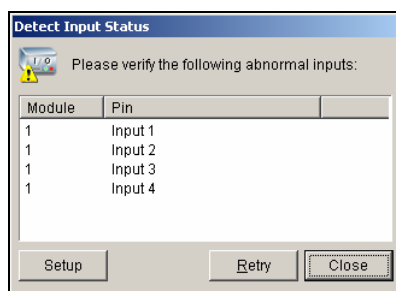 Detect Input Status
I/O
Please verify the following abnormal inputs:
Module Pin
1 Input 1
1 Input 2
1 Input 3
1 Input 4
Setup Retry Close